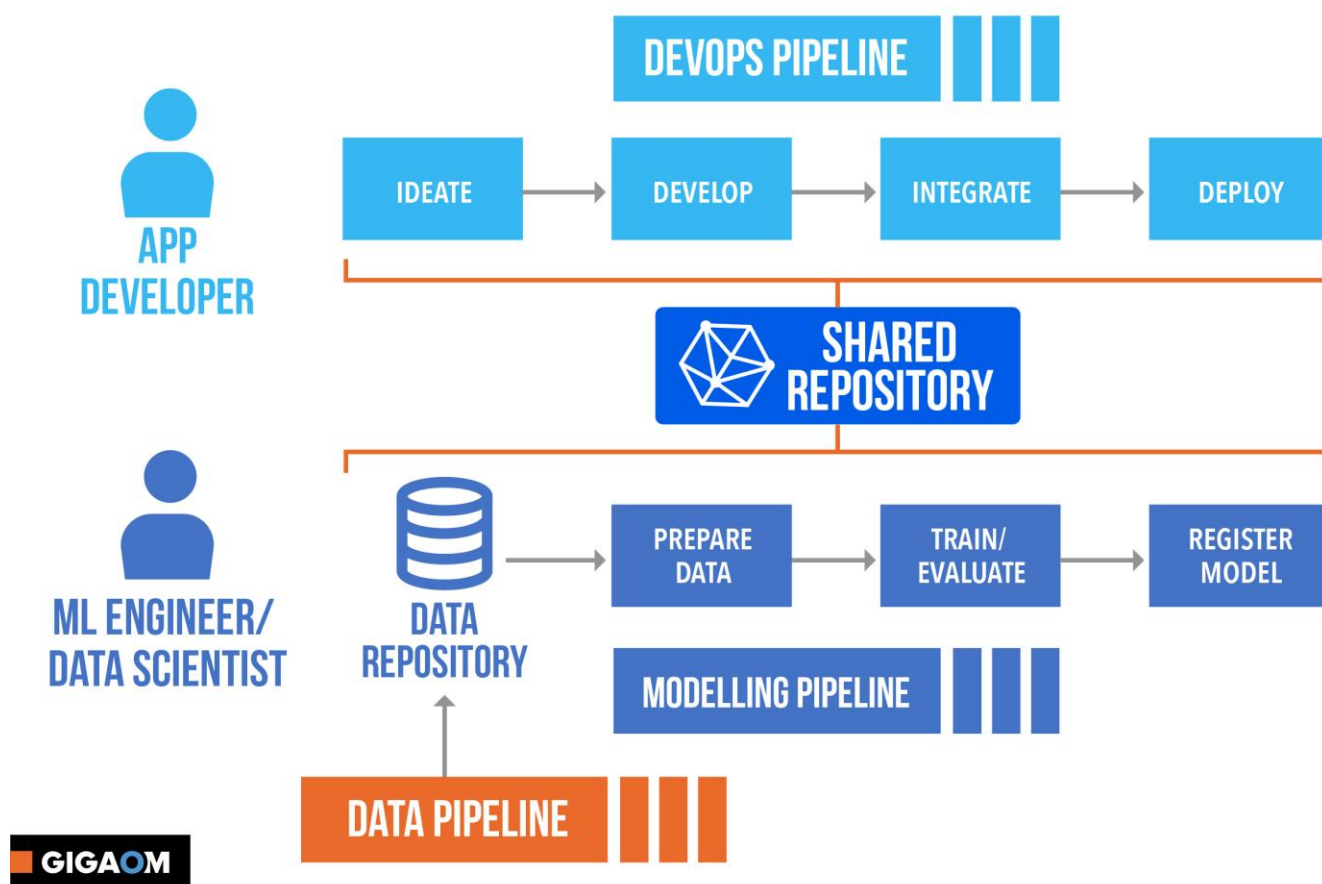 DEVOPS PIPELINE
IDEATE
DEVELOP
INTEGRATE
DEPLOY
APP
DEVELOPER
SHARED
REPOSITORY
ML ENGINEER/
DATA SCIENTIST
DATA
REPOSITORY
PREPARE
DATA
TRAIN/
EVALUATE
REGISTER
MODEL
MODELLING PIPELINE
DATA PIPELINE
GIGAOM